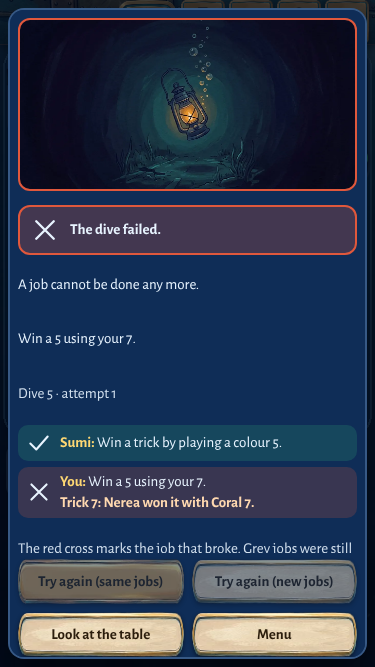 The dive failed.
A job cannot be done any more.
Win a 5 using your 7.
Dive 5 · attempt 1
Sumi: Win a trick by playing a colour 5.
You: Win a 5 using your 7.
Trick 7: Nerea won it with Coral 7.
The red cross marks the job that broke. Grey jobs were still
Try again (same jobs)
Try again (new jobs)
Look at the table
Menu